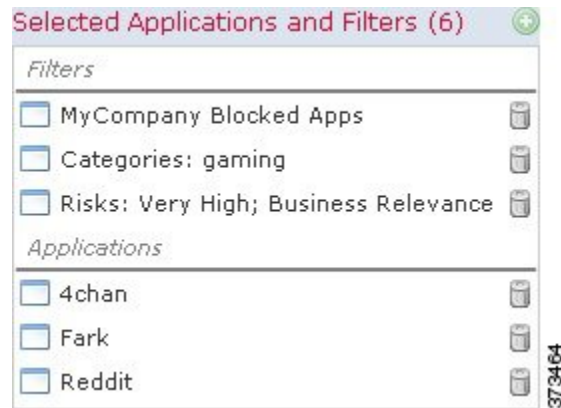 Selected Applications and Filters (6)
Filters
MyCompany Blocked Apps
Categories: gaming
Risks: Very High; Business Relevance
Applications
4chan
Fark
Reddit
373464